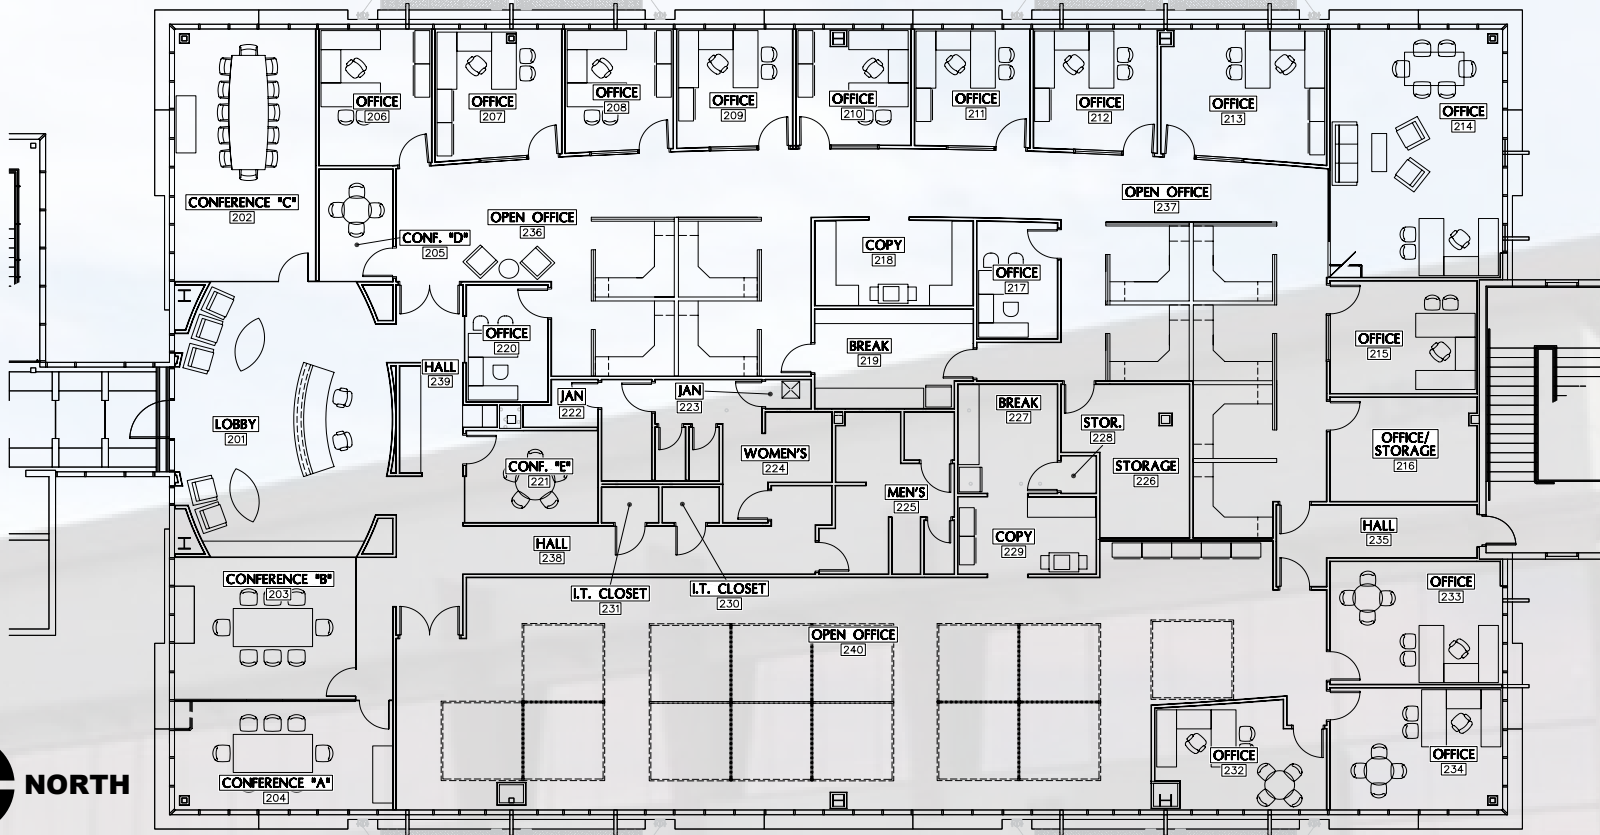 OFFICE
206
OFFICE
207
OFFICE
208
OFFICE
209
OFFICE
210
OFFICE
211
OFFICE
212
OFFICE
213
OFFICE
214
CONFERENCE "C"
202
CONF. "D"
205
OPEN OFFICE
236
OPEN OFFICE
237
COPY
218
OFFICE
217
OFFICE
220
BREAK
219
OFFICE
215
HALL
239
JAN
222
JAN
223
LOBBY
201
BREAK
227
STOR.
228
OFFICE/
STORAGE
216
CONF. "E"
221
WOMEN'S
224
STORAGE
226
MEN'S
225
HALL
238
COPY
229
HALL
235
CONFERENCE "B"
203
I.T. CLOSET
231
I.T. CLOSET
230
OFFICE
233
OPEN OFFICE
240
CONFERENCE "A"
204
OFFICE
232
OFFICE
234
NORTH
H
H
H
H
H
H